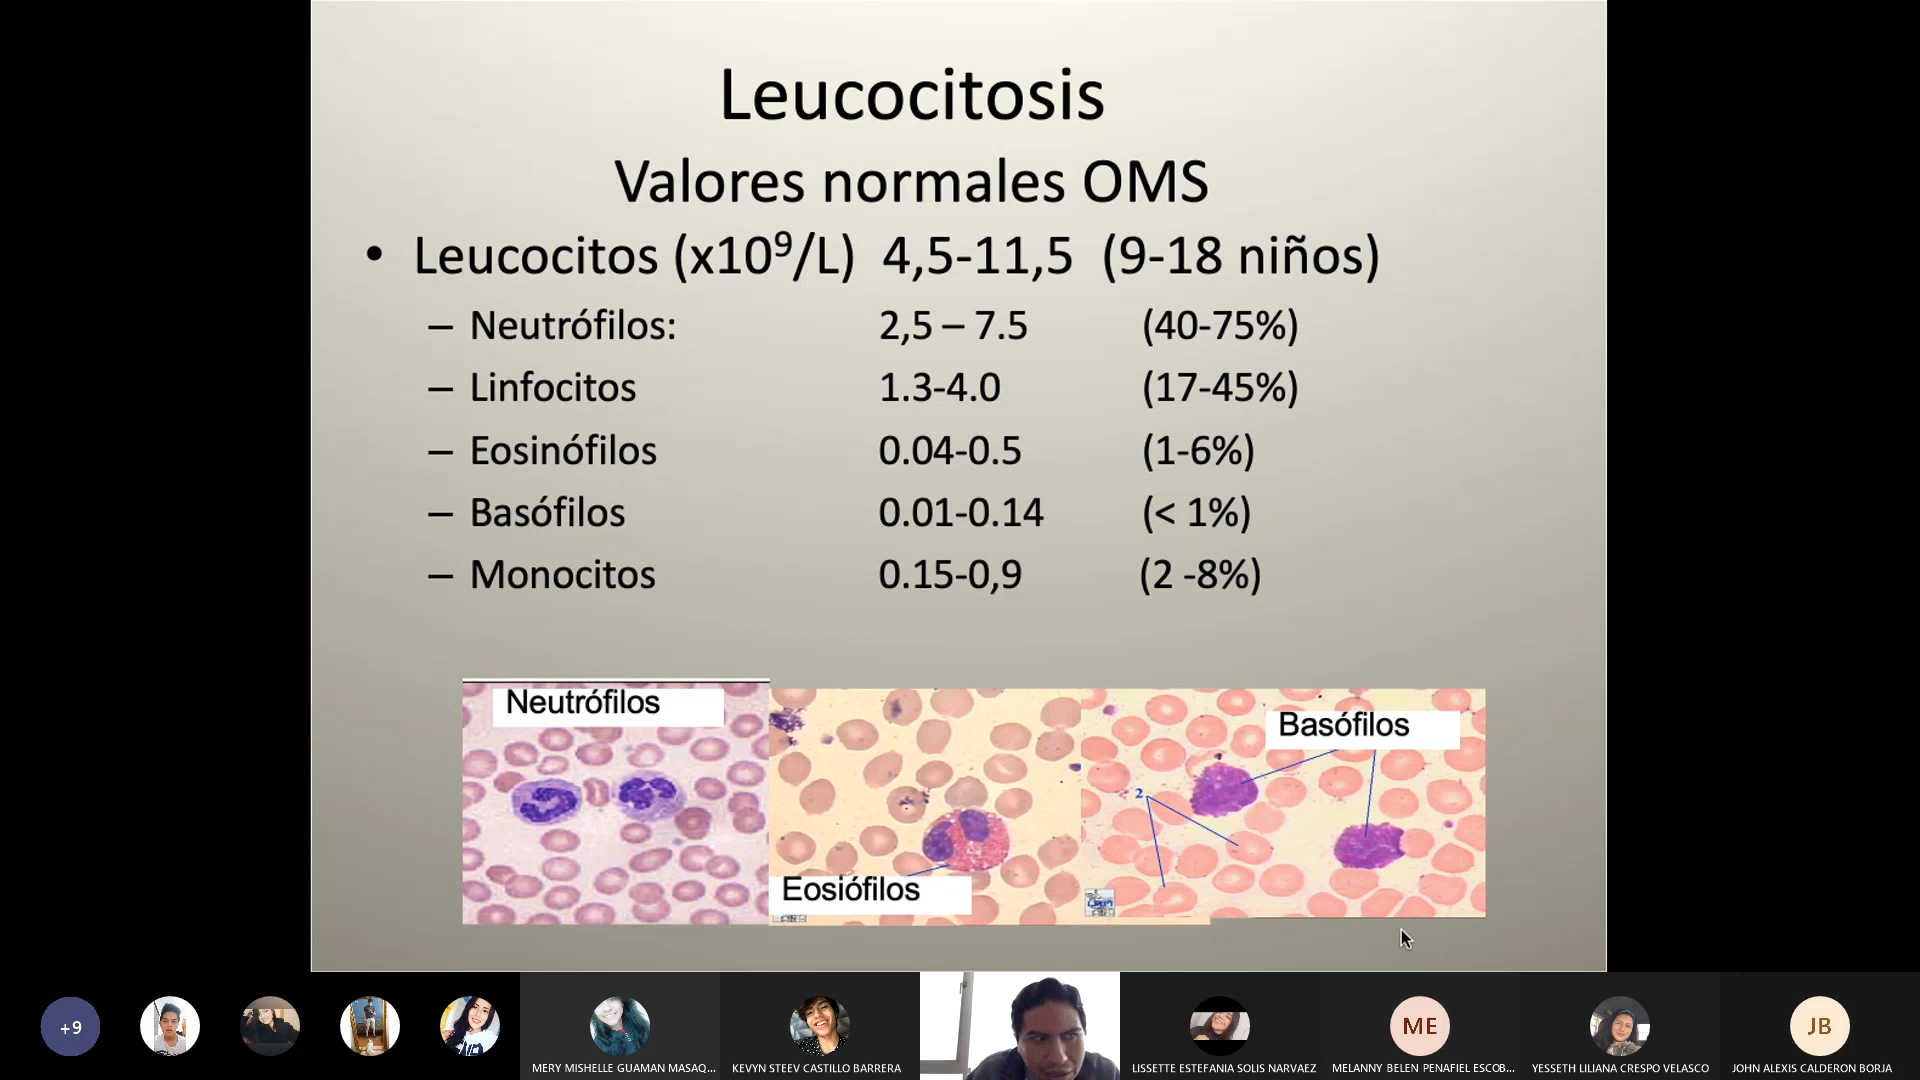 Leucocitosis
Valores normales OMS
• Leucocitos (x10⁹/L) 4,5-11,5 (9-18 niños)
– Neutrófilos: 2,5 – 7.5 (40-75%)
– Linfocitos 1.3-4.0 (17-45%)
– Eosinófilos 0.04-0.5 (1-6%)
– Basófilos 0.01-0.14 (< 1%)
– Monocitos 0.15-0,9 (2 -8%)
Neutrófilos
Eosiófilos
Basófilos
2
+9
MERY MISHELLE GUAMAN MASAQ...
KEVYN STEEV CASTILLO BARRERA
LISSETTE ESTEFANIA SOLIS NARVAEZ
ME
MELANNY BELEN PENAFIEL ESCOB...
YESSETH LILIANA CRESPO VELASCO
JB
JOHN ALEXIS CALDERON BORJA